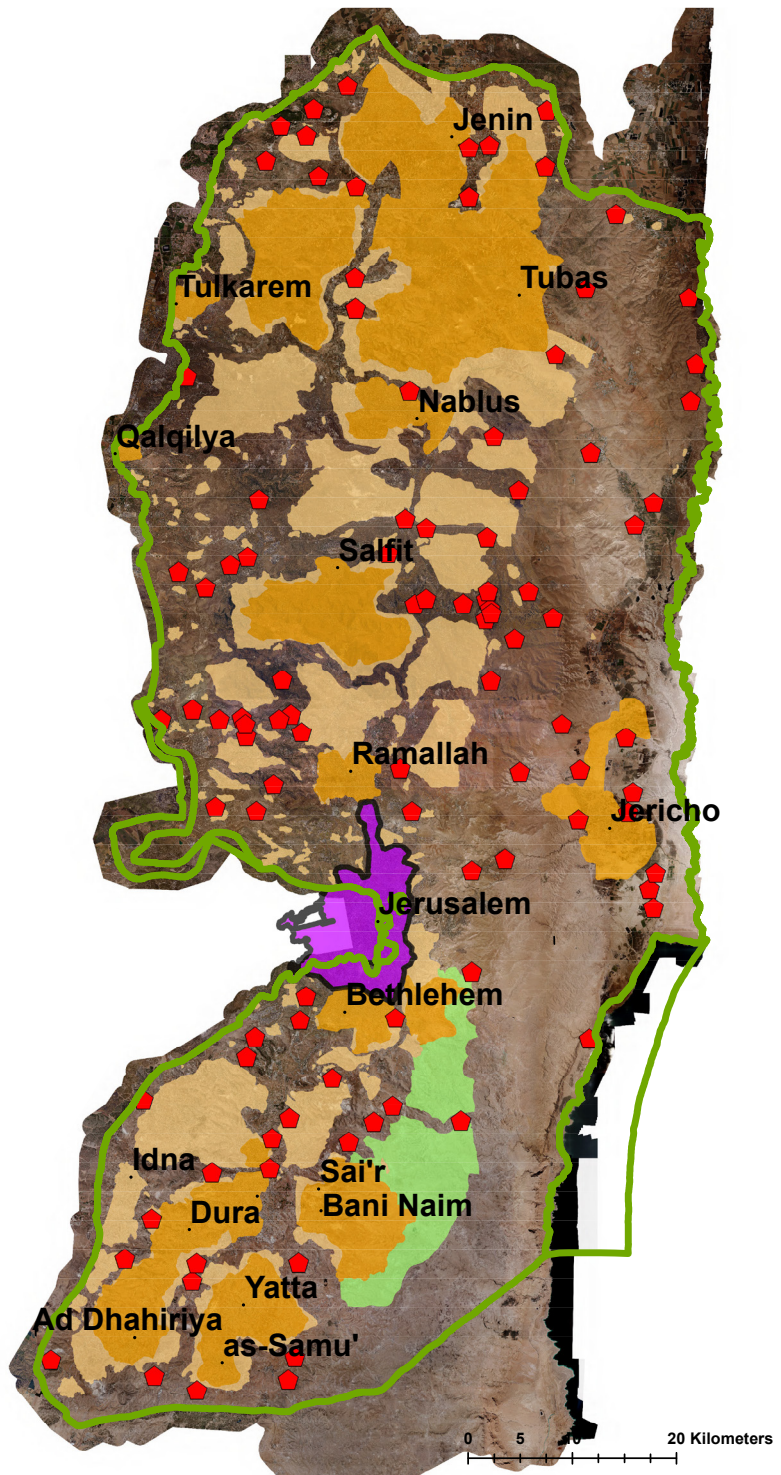 Jenin
Tulkarem
Tubas
Nablus
Qalqilya
Salfit
Ramallah
Jericho
Jerusalem
Bethlehem
Idna
Sai'r
Bani Naim
Dura
Yatta
Ad Dhahiriya
as-Samu'
0 5 10 20 Kilometers